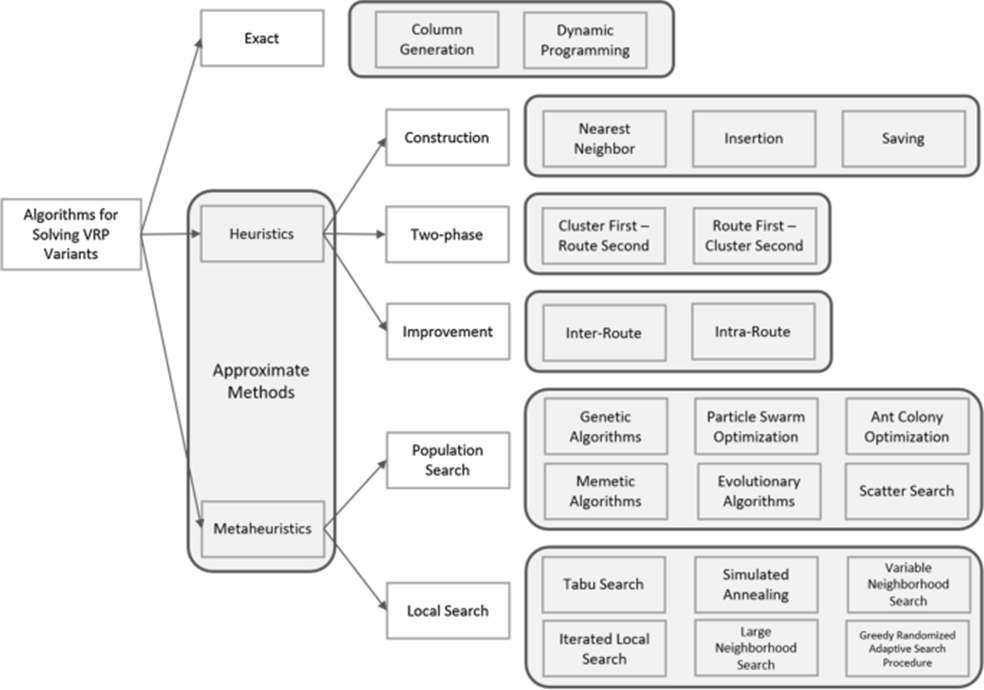 Exact
Column
Generation
Dynamic
Programming
Construction
Nearest
Neighbor
Insertion
Saving
Algorithms for
Solving VRP
Variants
Heuristics
Two-phase
Cluster First –
Route Second
Route First –
Cluster Second
Improvement
Inter-Route
Intra-Route
Approximate
Methods
Population
Search
Genetic
Algorithms
Particle Swarm
Optimization
Ant Colony
Optimization
Memetic
Algorithms
Evolutionary
Algorithms
Scatter Search
Metaheuristics
Local Search
Tabu Search
Simulated
Annealing
Variable
Neighborhood
Search
Iterated Local
Search
Large
Neighborhood
Search
Greedy Randomized
Adaptive Search
Procedure